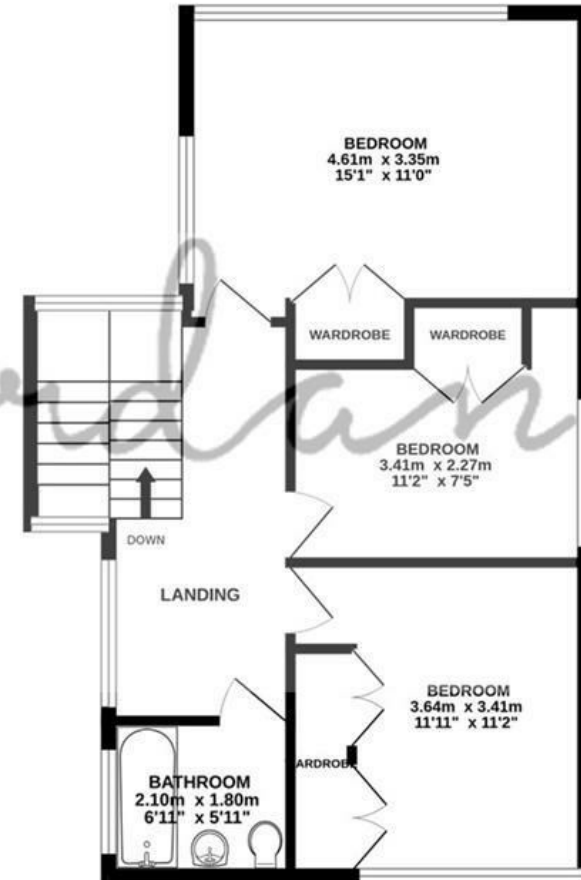 BEDROOM
4.61m x 3.35m
15'1" x 11'0"
WARDROBE
WARDROBE
BEDROOM
3.41m x 2.27m
11'2" x 7'5"
DOWN
LANDING
BEDROOM
3.64m x 3.41m
11'11" x 11'2"
ARDROBE
BATHROOM
2.10m x 1.80m
6'11" x 5'11"
rdan